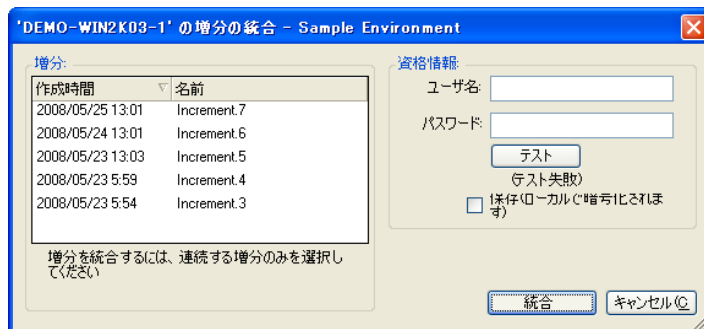 'DEMO-WIN2K03-1' の増分の統合 - Sample Environment
増分:
作成時間 名前
2008/05/25 13:01 Increment.7
2008/05/24 13:01 Increment.6
2008/05/23 13:03 Increment.5
2008/05/23 5:59 Increment.4
2008/05/23 5:54 Increment.3
増分を統合するには、連続する増分のみを選択し
てください
資格情報:
ユーザ名:
パスワード:
テスト
(テスト失敗)
保存(ローカルで暗号化されま
す)
統合
キャンセル(C